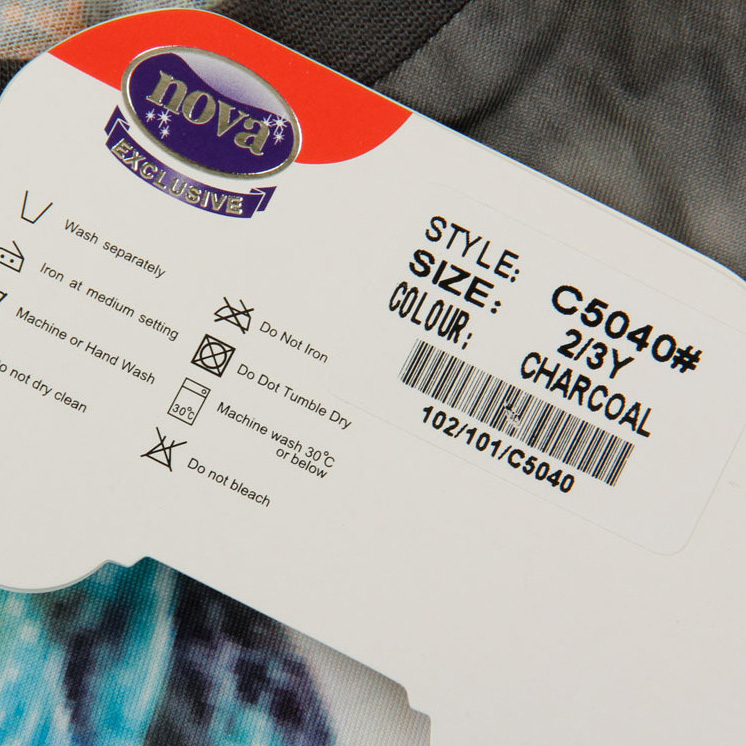 nova
EXCLUSIVE
Wash separately
Iron at medium setting
Machine or Hand Wash
o not dry clean
Do Not Iron
Do Dot Tumble Dry
30°C
Machine wash 30°C
or below
Do not bleach
STYLE: C5040#
SIZE: 2/3Y
COLOUR: CHARCOAL
102/101/C5040